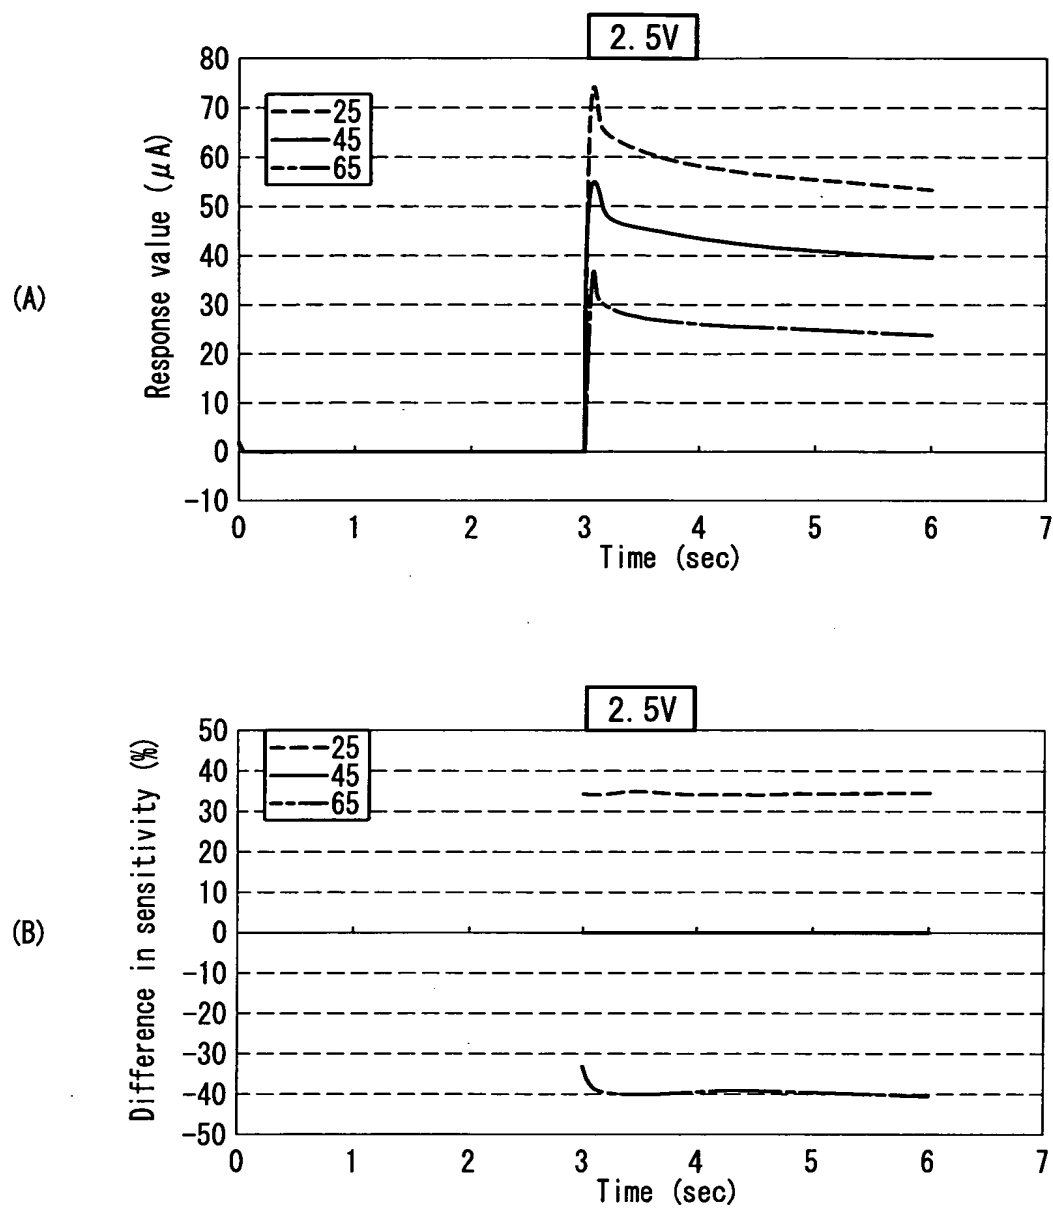 (A)
2. 5V
Response value (μA)
80
70
60
50
40
30
20
10
0
−10
25
45
65
0 1 2 3 4 5 6 7
Time (sec)
(B)
2. 5V
Difference in sensitivity (%)
50
40
30
20
10
0
−10
−20
−30
−40
−50
25
45
65
0 1 2 3 4 5 6 7
Time (sec)